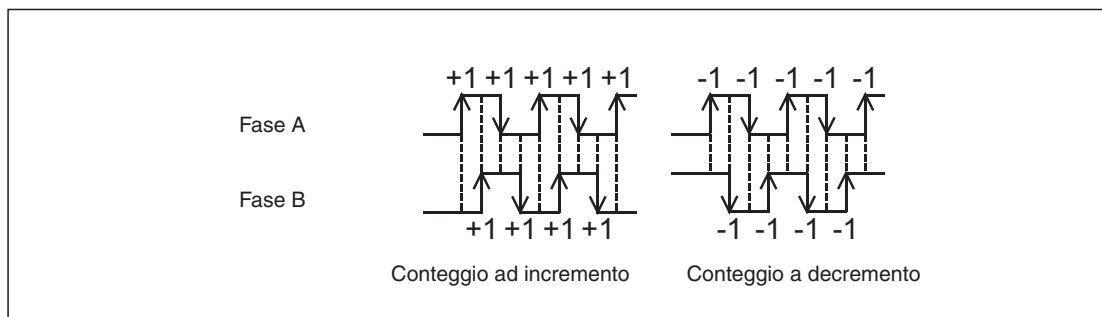 +1 +1 +1 +1 +1
-1 -1 -1 -1 -1
Fase A
Fase B
+1 +1 +1 +1
-1 -1 -1 -1
Conteggio ad incremento
Conteggio a decremento